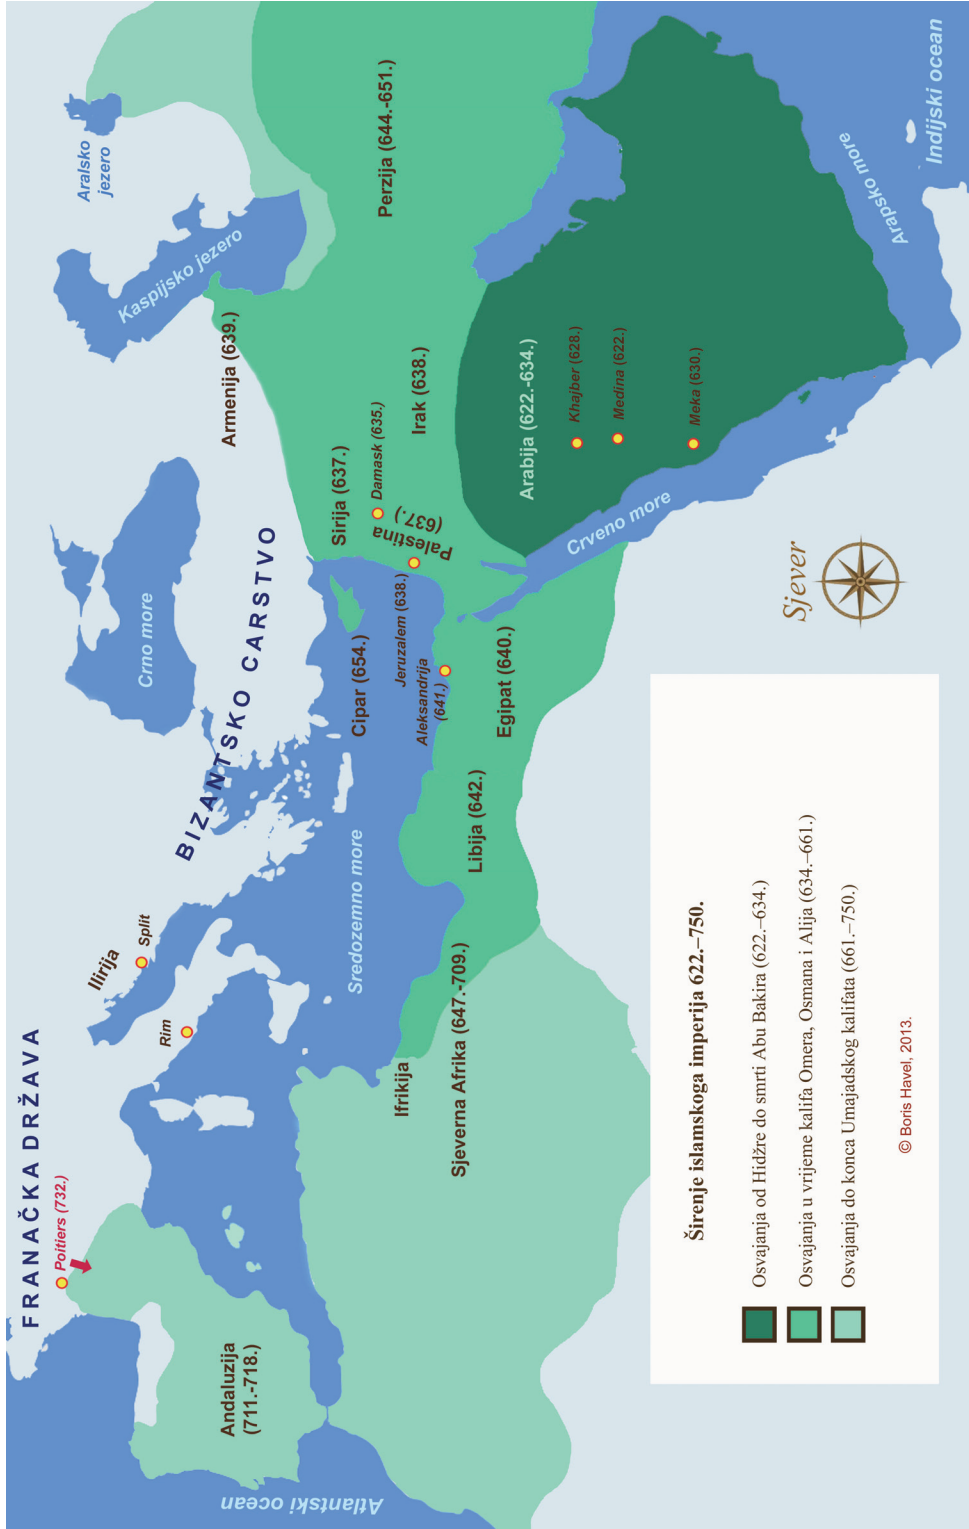 FRANAČKA DRŽAVA
Poitiers (732.)
Ilirija
Split
Rim
BIZANTSKO CARSTVO
Crno more
Kaspijsko jezero
Aralsko
jezero
Armenija (639.)
Andaluzija
(711.-718.)
Atlantski ocean
Sredozemno more
Cipar (654.)
Sirija (637.)
Damask (635.)
Palestina
(637.)
Jeruzalem (638.)
Irak (638.)
Perzija (644.-651.)
Aleksandrija
(641.)
Ifrikija
Sjeverna Afrika (647.-709.)
Libija (642.)
Egipat (640.)
Arabija (622.-634.)
Khajber (628.)
Medina (622.)
Meka (630.)
Crveno more
Arapsko more
Indijski ocean
Sjever
Širenje islamskoga imperija 622.–750.
Osvajanja od Hidžre do smrti Abu Bakira (622.–634.)
Osvajanja u vrijeme kalifa Omera, Osmana i Alija (634.–661.)
Osvajanja do konca Umajadskog kalifata (661.–750.)
© Boris Havel, 2013.